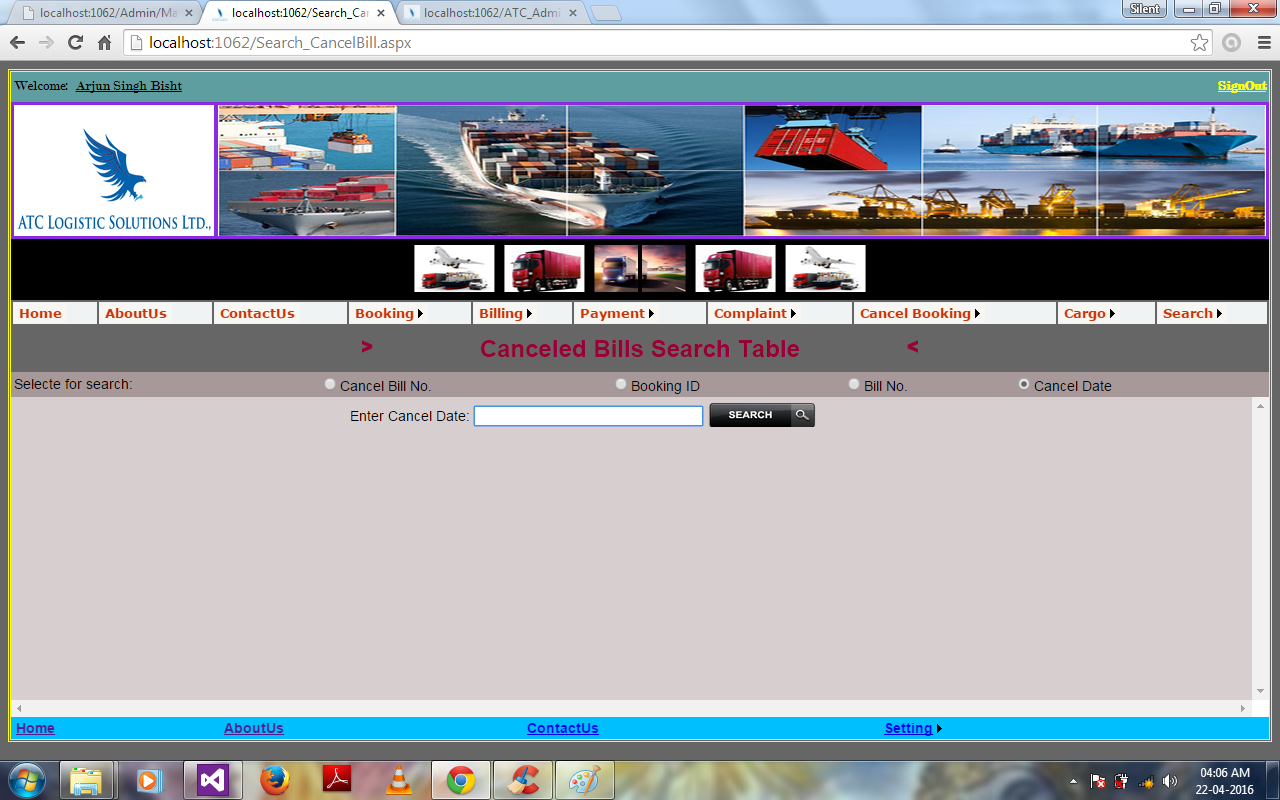 localhost:1062/Admin/Ma
localhost:1062/Search_Ca
localhost:1062/ATC_Admi
Silent
localhost:1062/Search_CancelBill.aspx
Welcome: Arjun Singh Bisht
SignOut
ATC LOGISTIC SOLUTIONS LTD.,
Home AboutUs ContactUs Booking Billing Payment Complaint Cancel Booking Cargo Search
> Canceled Bills Search Table <
Selecte for search: Cancel Bill No. Booking ID Bill No. Cancel Date
Enter Cancel Date: SEARCH
Home AboutUs ContactUs Setting
04:06 AM
22-04-2016